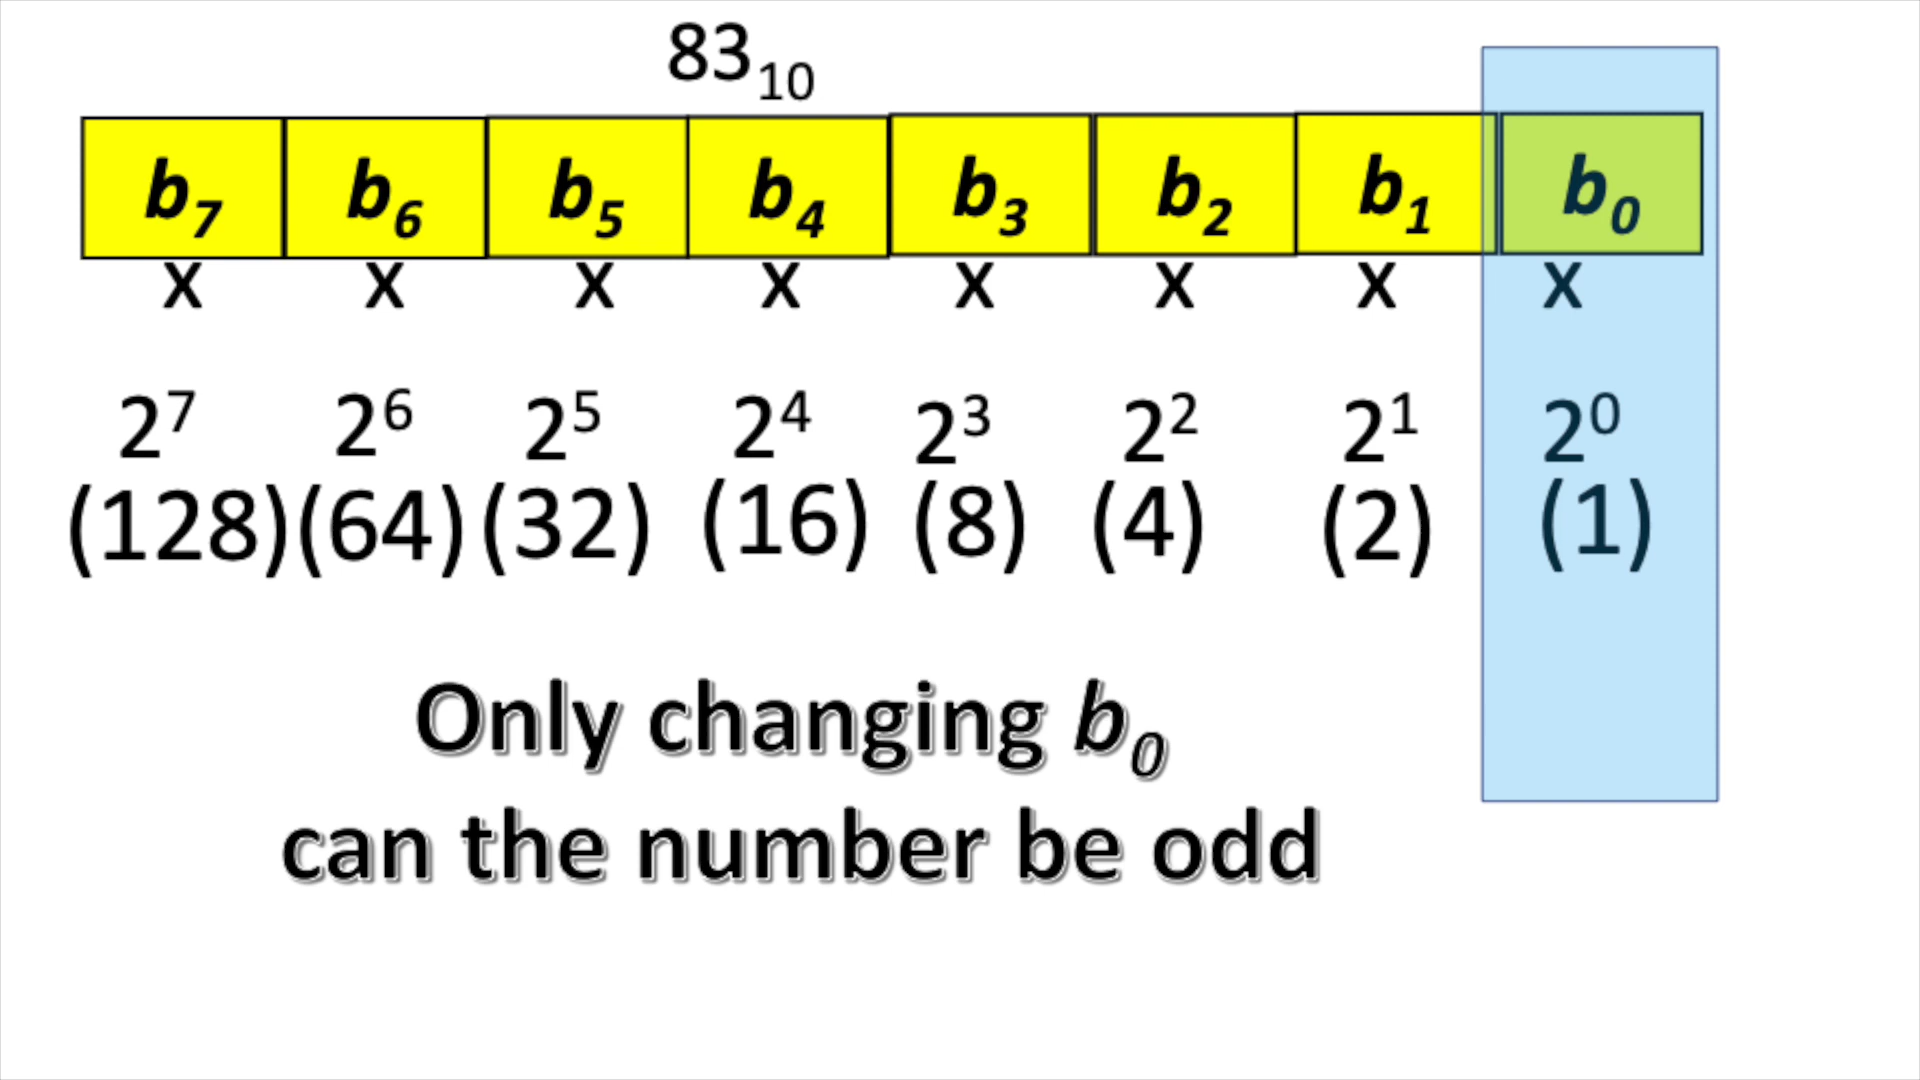 83₁₀
b₇ b₆ b₅ b₄ b₃ b₂ b₁ b₀
x x x x x x x x
2⁷ 2⁶ 2⁵ 2⁴ 2³ 2² 2¹ 2⁰
(128) (64) (32) (16) (8) (4) (2) (1)
Only changing b₀
can the number be odd